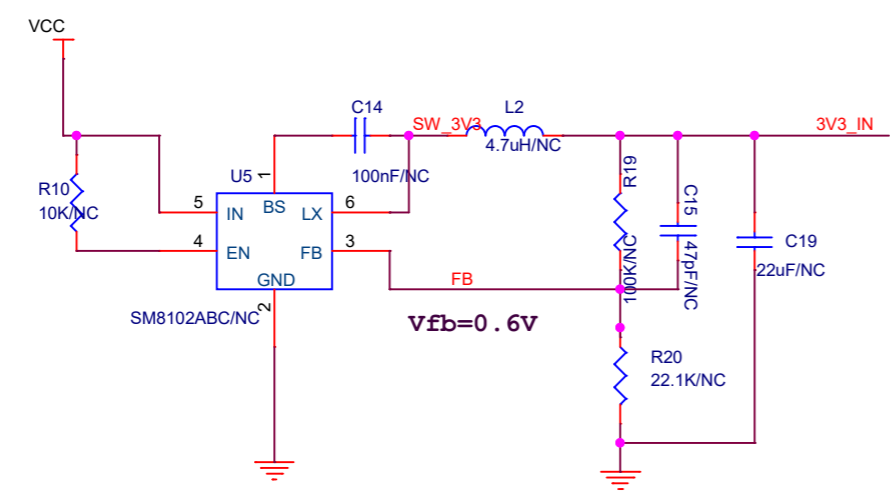 VCC
C14
SW_3V3
L2
4.7uH/NC
3V3_IN
R10
10K/NC
U5
1
100nF/NC
5
IN
BS
LX
6
4
EN
FB
3
GND
2
SM8102ABC/NC
FB
Vfb=0.6V
R19
100K/NC
C15
47pF/NC
C19
22uF/NC
R20
22.1K/NC